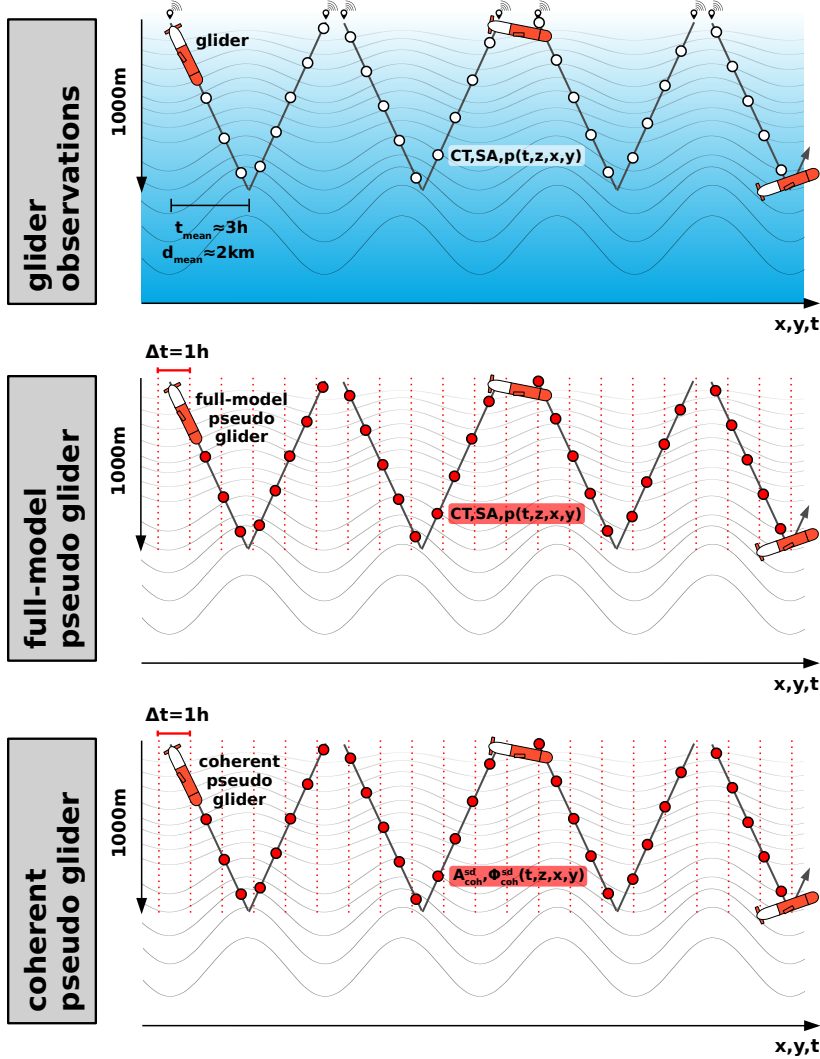 glider
observations
1000m
glider
CT,SA,p(t,z,x,y)
t_mean≈3h
d_mean≈2km
x,y,t
full-model
pseudo glider
Δt=1h
1000m
full-model
pseudo
glider
CT,SA,p(t,z,x,y)
x,y,t
coherent
pseudo glider
Δt=1h
1000m
coherent
pseudo
glider
A^sd_coh,Φ^sd_coh(t,z,x,y)
x,y,t